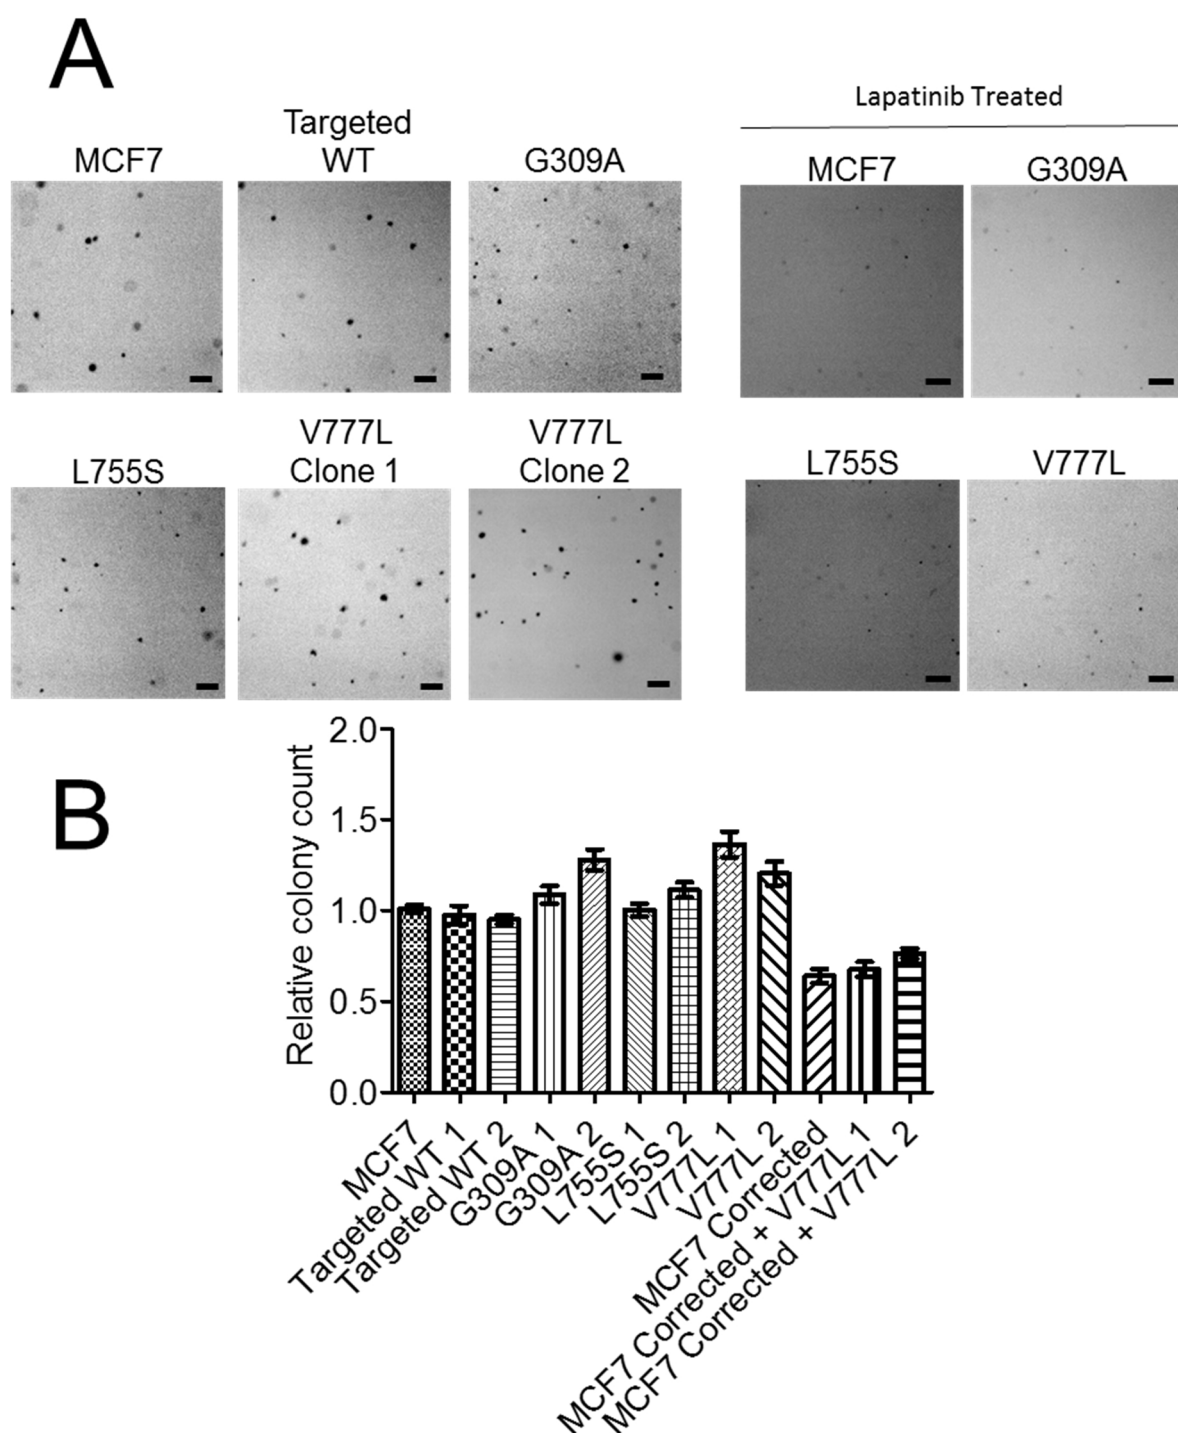 A
Lapatinib Treated
Targeted
MCF7 WT G309A
MCF7 G309A
V777L V777L
L755S Clone 1 Clone 2
L755S V777L
B
Relative colony count
2.0
1.5
1.0
0.5
0.0
MCF7
Targeted WT 1
Targeted WT 2
G309A 1
G309A 2
L755S 1
L755S 2
V777L 1
V777L 2
MCF7 Corrected
MCF7 Corrected + V777L 1
MCF7 Corrected + V777L 2